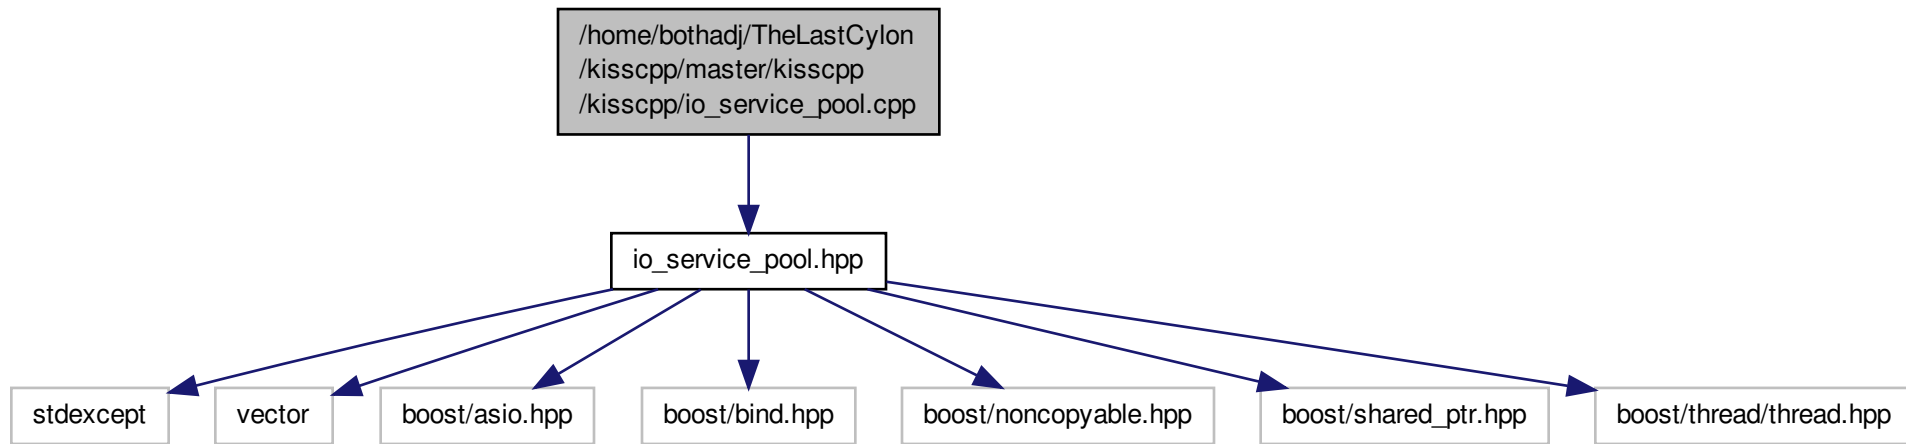 /home/bothadj/TheLastCylon
/kisscpp/master/kisscpp
/kisscpp/io_service_pool.cpp
io_service_pool.hpp
stdexcept
vector
boost/asio.hpp
boost/bind.hpp
boost/noncopyable.hpp
boost/shared_ptr.hpp
boost/thread/thread.hpp